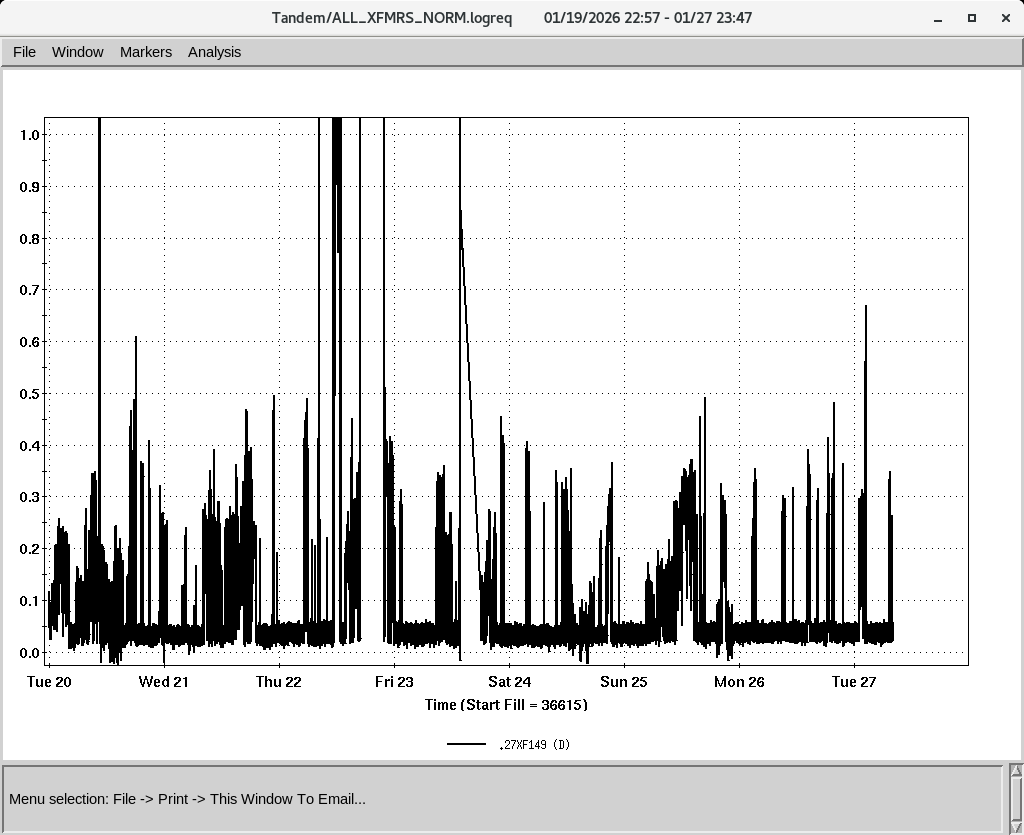 Tandem/ALL_XFMRS_NORM.logreq 01/19/2026 22:57 - 01/27 23:47
File Window Markers Analysis
1.0
0.9
0.8
0.7
0.6
0.5
0.4
0.3
0.2
0.1
0.0
Tue 20 Wed 21 Thu 22 Fri 23 Sat 24 Sun 25 Mon 26 Tue 27
Time (Start Fill = 36615)
.27XF149 (D)
Menu selection: File -> Print -> This Window To Email...